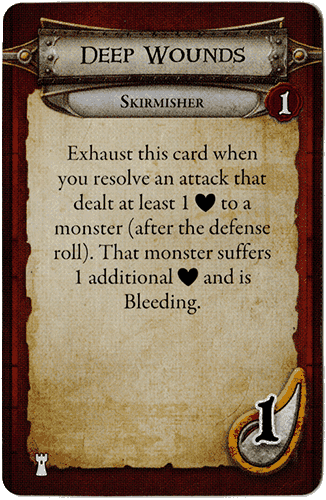 Deep Wounds
Skirmisher
1
Exhaust this card when
you resolve an attack that
dealt at least 1 ♥ to a
monster (after the defense
roll). That monster suffers
1 additional ♥ and is
Bleeding.
1